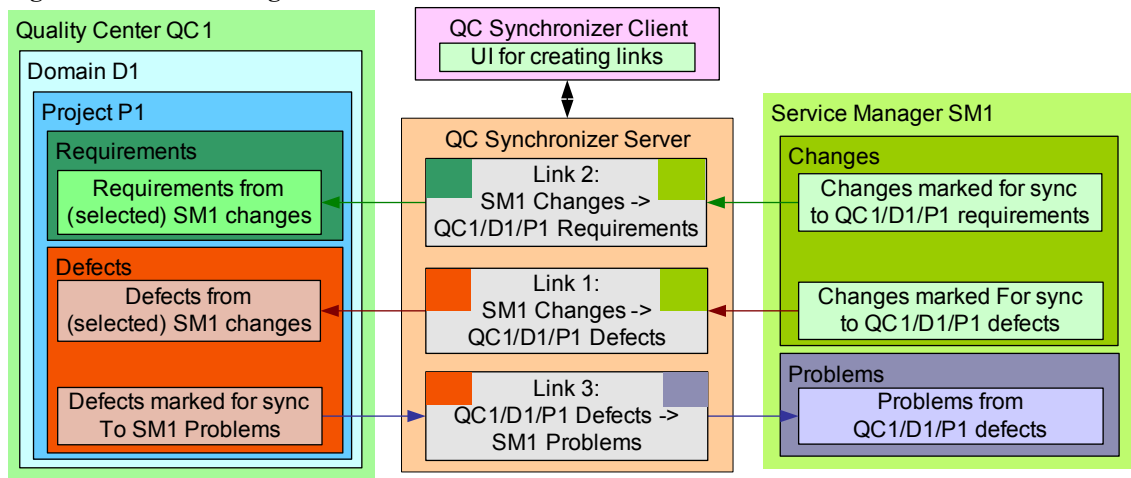 Quality Center QC1
Domain D1
Project P1
Requirements
Requirements from
(selected) SM1 changes
Defects
Defects from
(selected) SM1 changes
Defects marked for sync
To SM1 Problems
QC Synchronizer Client
UI for creating links
QC Synchronizer Server
Link 2:
SM1 Changes ->
QC1/D1/P1 Requirements
Link 1:
SM1 Changes ->
QC1/D1/P1 Defects
Link 3:
QC1/D1/P1 Defects ->
SM1 Problems
Service Manager SM1
Changes
Changes marked for sync
to QC1/D1/P1 requirements
Changes marked For sync
to QC1/D1/P1 defects
Problems
Problems from
QC1/D1/P1 defects